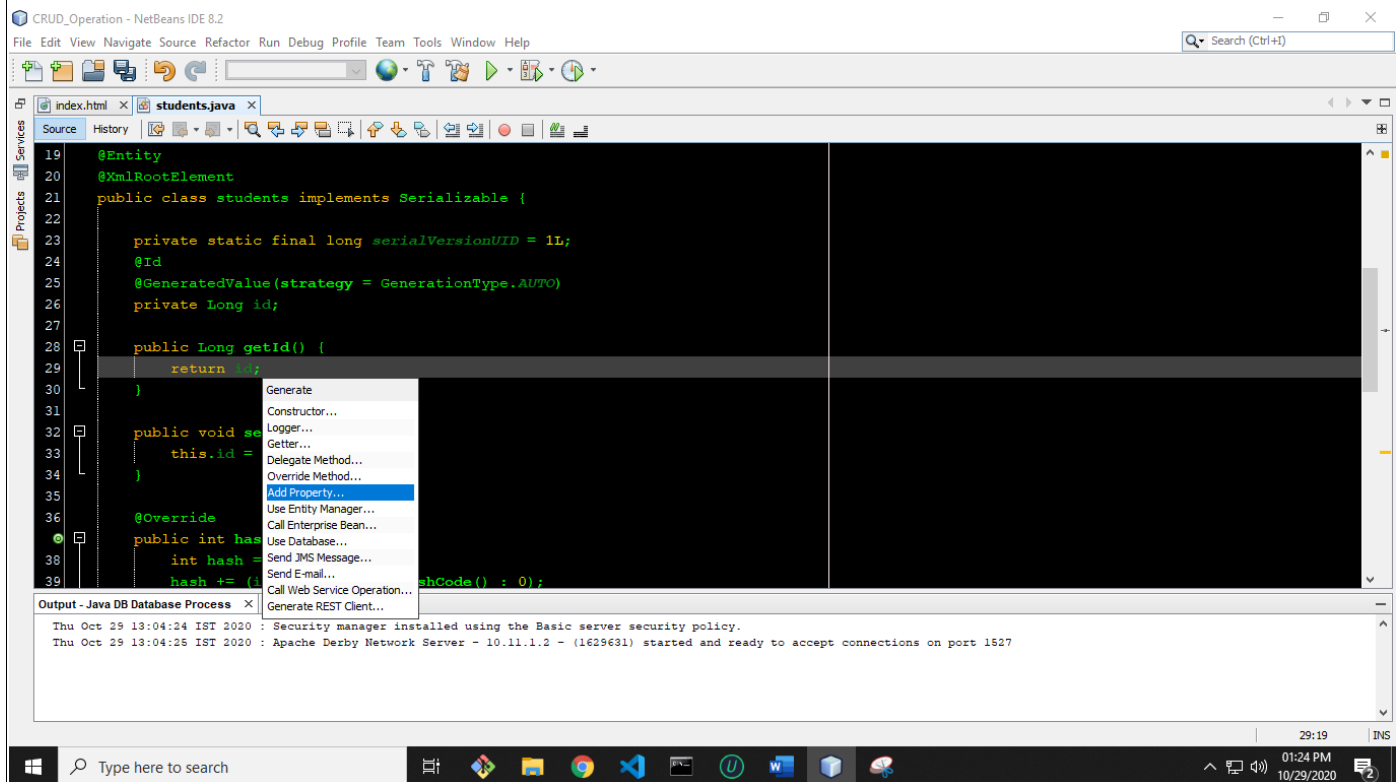 CRUD_Operation - NetBeans IDE 8.2
File Edit View Navigate Source Refactor Run Debug Profile Team Tools Window Help
Search (Ctrl+I)
index.html
students.java
Source History
Services
Projects
19 @Entity
20 @XmlRootElement
21 public class students implements Serializable {
22
23 private static final long serialVersionUID = 1L;
24 @Id
25 @GeneratedValue(strategy = GenerationType.AUTO)
26 private Long id;
27
28 public Long getId() {
29 return id;
30 }
31
32 public void se
33 this.id =
34 }
35
36 @Override
public int has
38 int hash =
39 hash += (i shCode() : 0);
Generate
Constructor...
Logger...
Getter...
Delegate Method...
Override Method...
Add Property...
Use Entity Manager...
Call Enterprise Bean...
Use Database...
Send JMS Message...
Send E-mail...
Call Web Service Operation...
Generate REST Client...
Output - Java DB Database Process
Thu Oct 29 13:04:24 IST 2020 : Security manager installed using the Basic server security policy.
Thu Oct 29 13:04:25 IST 2020 : Apache Derby Network Server - 10.11.1.2 - (1629631) started and ready to accept connections on port 1527
29:19 INS
Type here to search
01:24 PM
10/29/2020
2